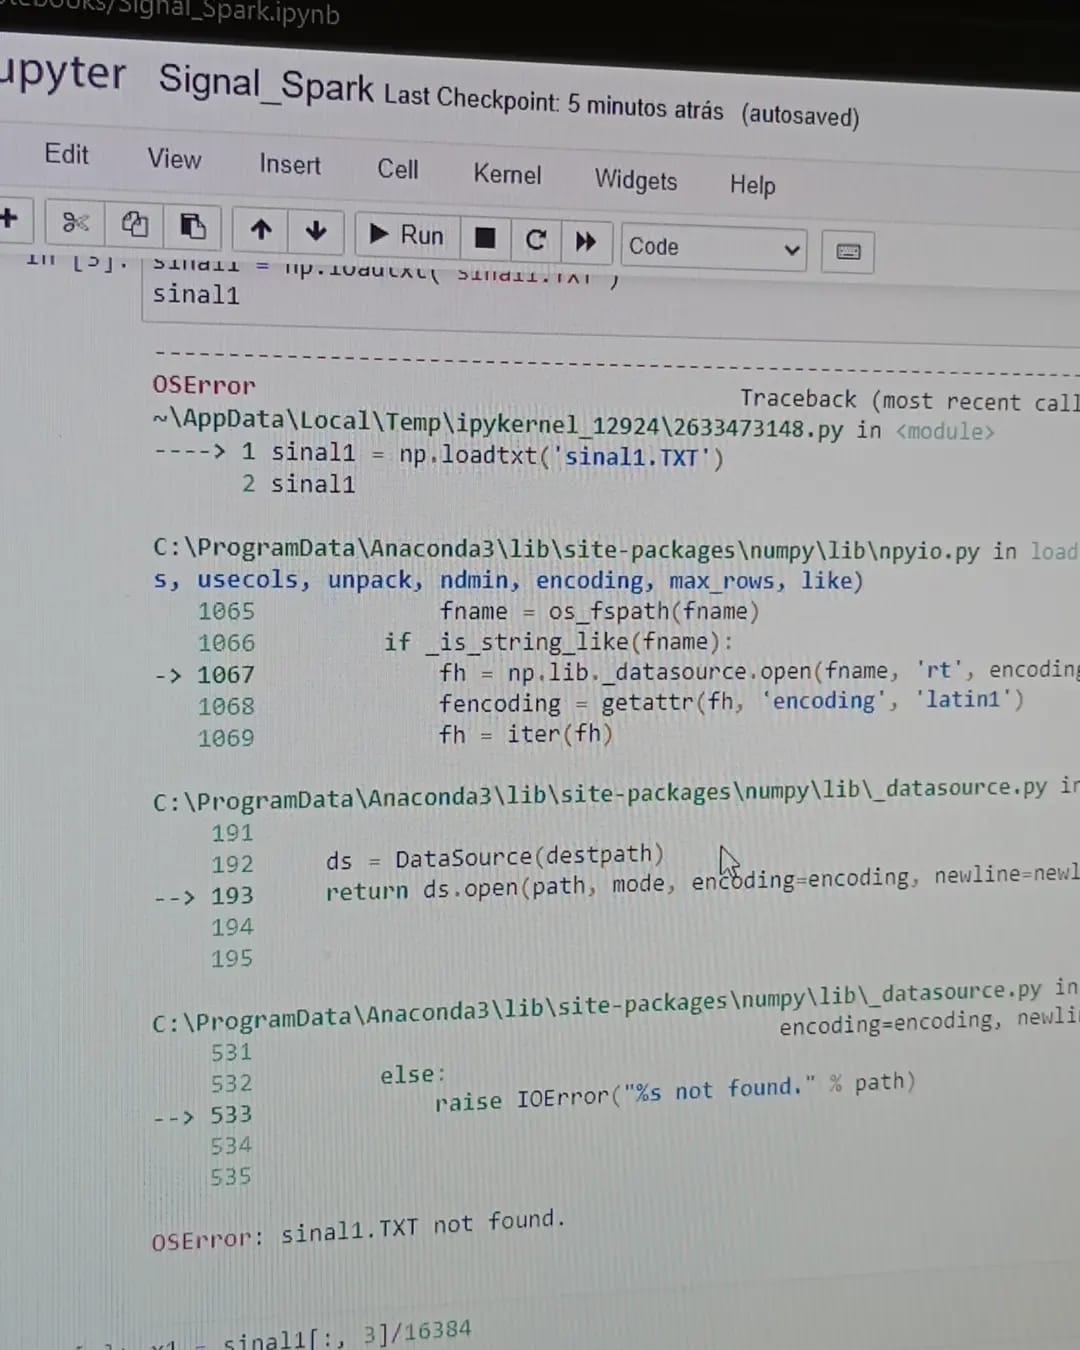 tebooks/Signal_Spark.ipynb
upyter Signal_Spark Last Checkpoint: 5 minutos atrás (autosaved)
Edit View Insert Cell Kernel Widgets Help
Run Code
In [5]: sinal1 = np.loadtxt('sinal1.TXT')
sinal1
---------------------------------------------------------------------------
OSError Traceback (most recent call
~\AppData\Local\Temp\ipykernel_12924\2633473148.py in <module>
----> 1 sinal1 = np.loadtxt('sinal1.TXT')
2 sinal1
C:\ProgramData\Anaconda3\lib\site-packages\numpy\lib\npyio.py in load
s, usecols, unpack, ndmin, encoding, max_rows, like)
1065 fname = os_fspath(fname)
1066 if _is_string_like(fname):
-> 1067 fh = np.lib._datasource.open(fname, 'rt', encoding
1068 fencoding = getattr(fh, 'encoding', 'latin1')
1069 fh = iter(fh)
C:\ProgramData\Anaconda3\lib\site-packages\numpy\lib\_datasource.py in
191
192 ds = DataSource(destpath)
--> 193 return ds.open(path, mode, encoding=encoding, newline=newl
194
195
C:\ProgramData\Anaconda3\lib\site-packages\numpy\lib\_datasource.py in
encoding=encoding, newli
531
532 else:
--> 533 raise IOError("%s not found." % path)
534
535
OSError: sinal1.TXT not found.
sinal1[:, 3]/16384